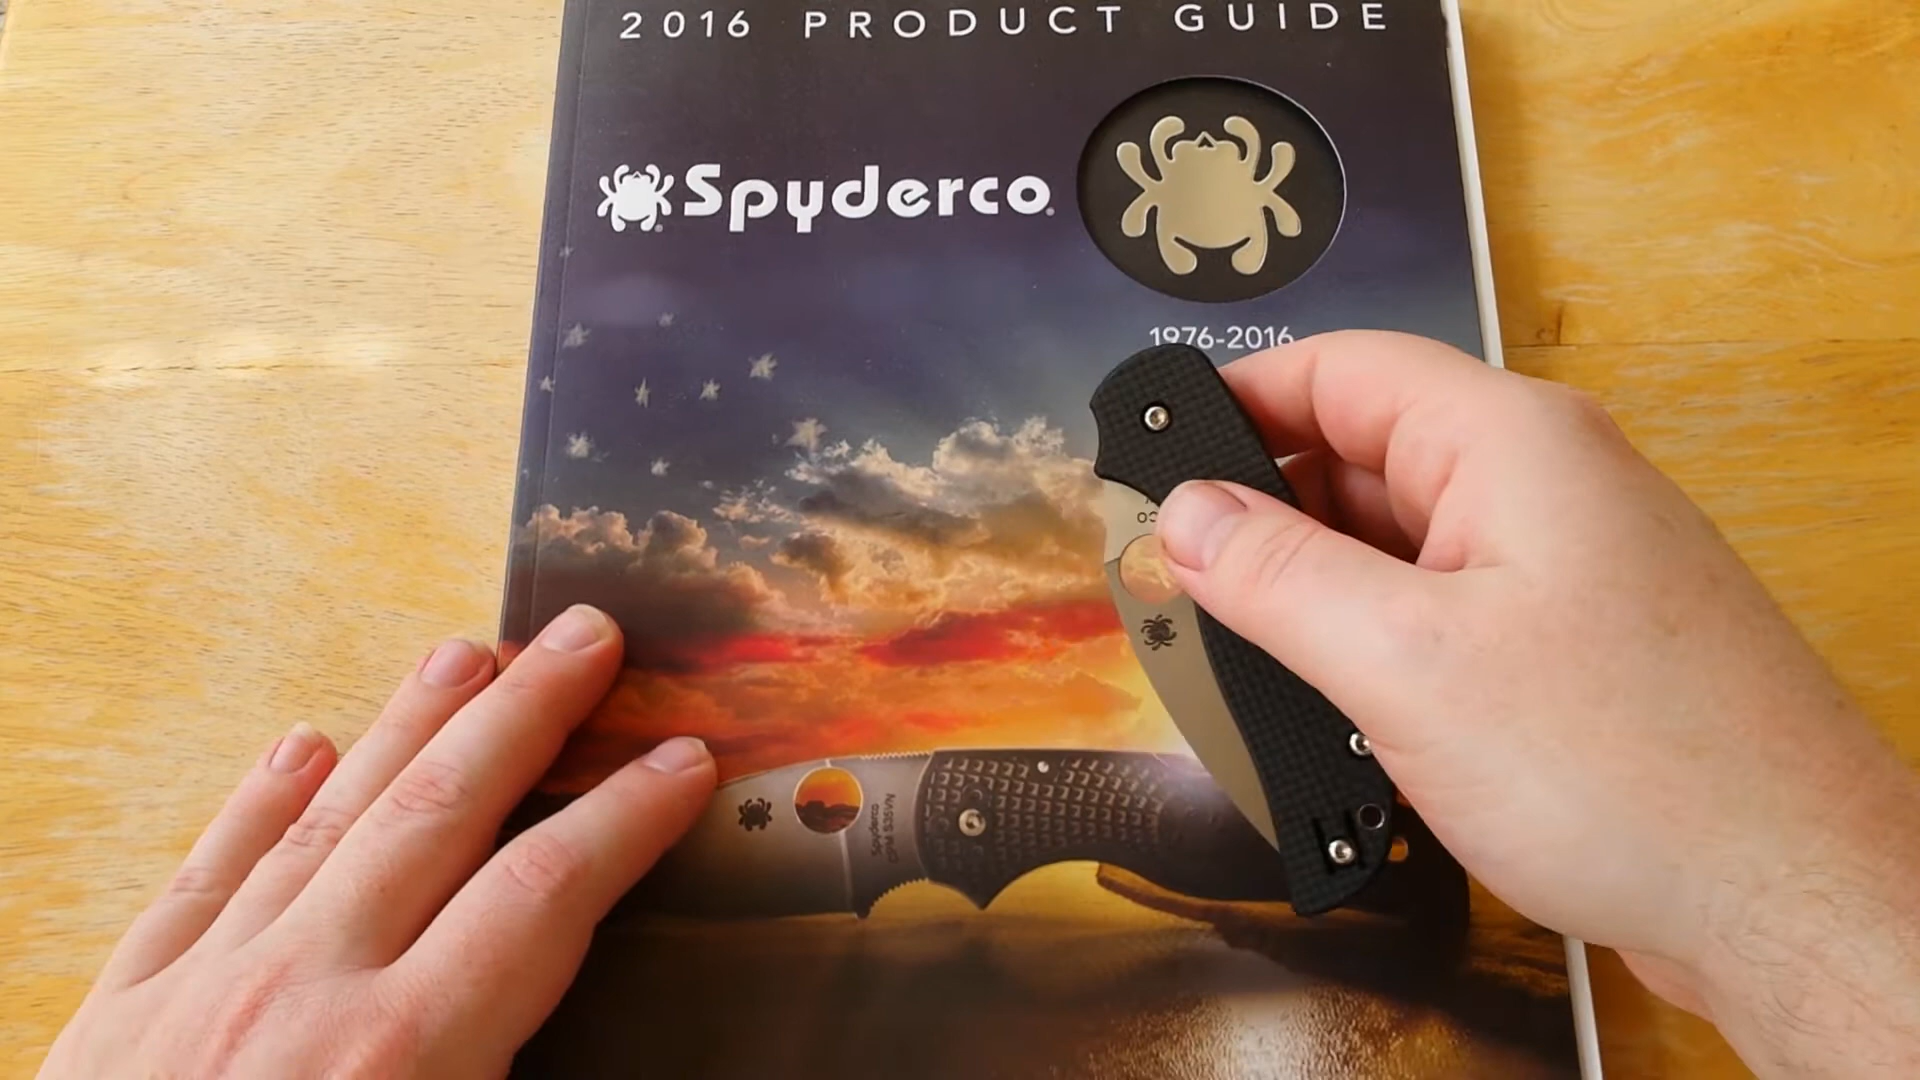 2016 PRODUCT GUIDE
Spyderco
1976-2016
Spyderco
CPM S35VN